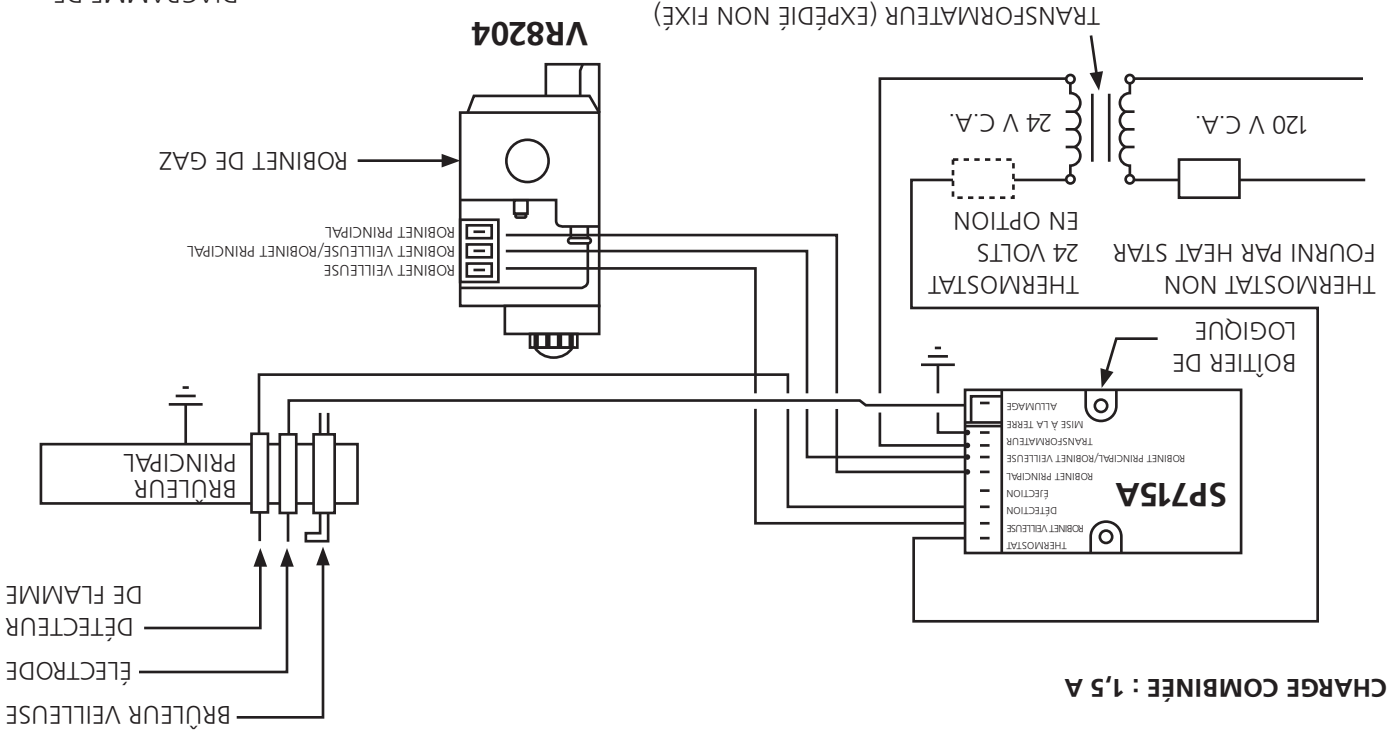 CHARGE COMBINÉE : 1,5 A
BRÛLEUR VEILLEUSE
ÉLECTRODE
DÉTECTEUR
DE FLAMME
BRÛLEUR
PRINCIPAL
SP715A
THERMOSTAT
ROBINET VEILLEUSE
DÉTECTION
ÉJECTION
ROBINET PRINCIPAL
ROBINET PRINCIPAL/ROBINET VEILLEUSE
TRANSFORMATEUR
MISE À LA TERRE
ALLUMAGE
BOÎTIER DE
LOGIQUE
THERMOSTAT NON
FOURNI PAR HEAT STAR
THERMOSTAT
24 VOLTS
EN OPTION
120 V C.A.
24 V C.A.
TRANSFORMATEUR (EXPÉDIÉ NON FIXÉ)
ROBINET VEILLEUSE
ROBINET VEILLEUSE/ROBINET PRINCIPAL
ROBINET PRINCIPAL
ROBINET DE GAZ
VR8204
DIAGRAMME DE